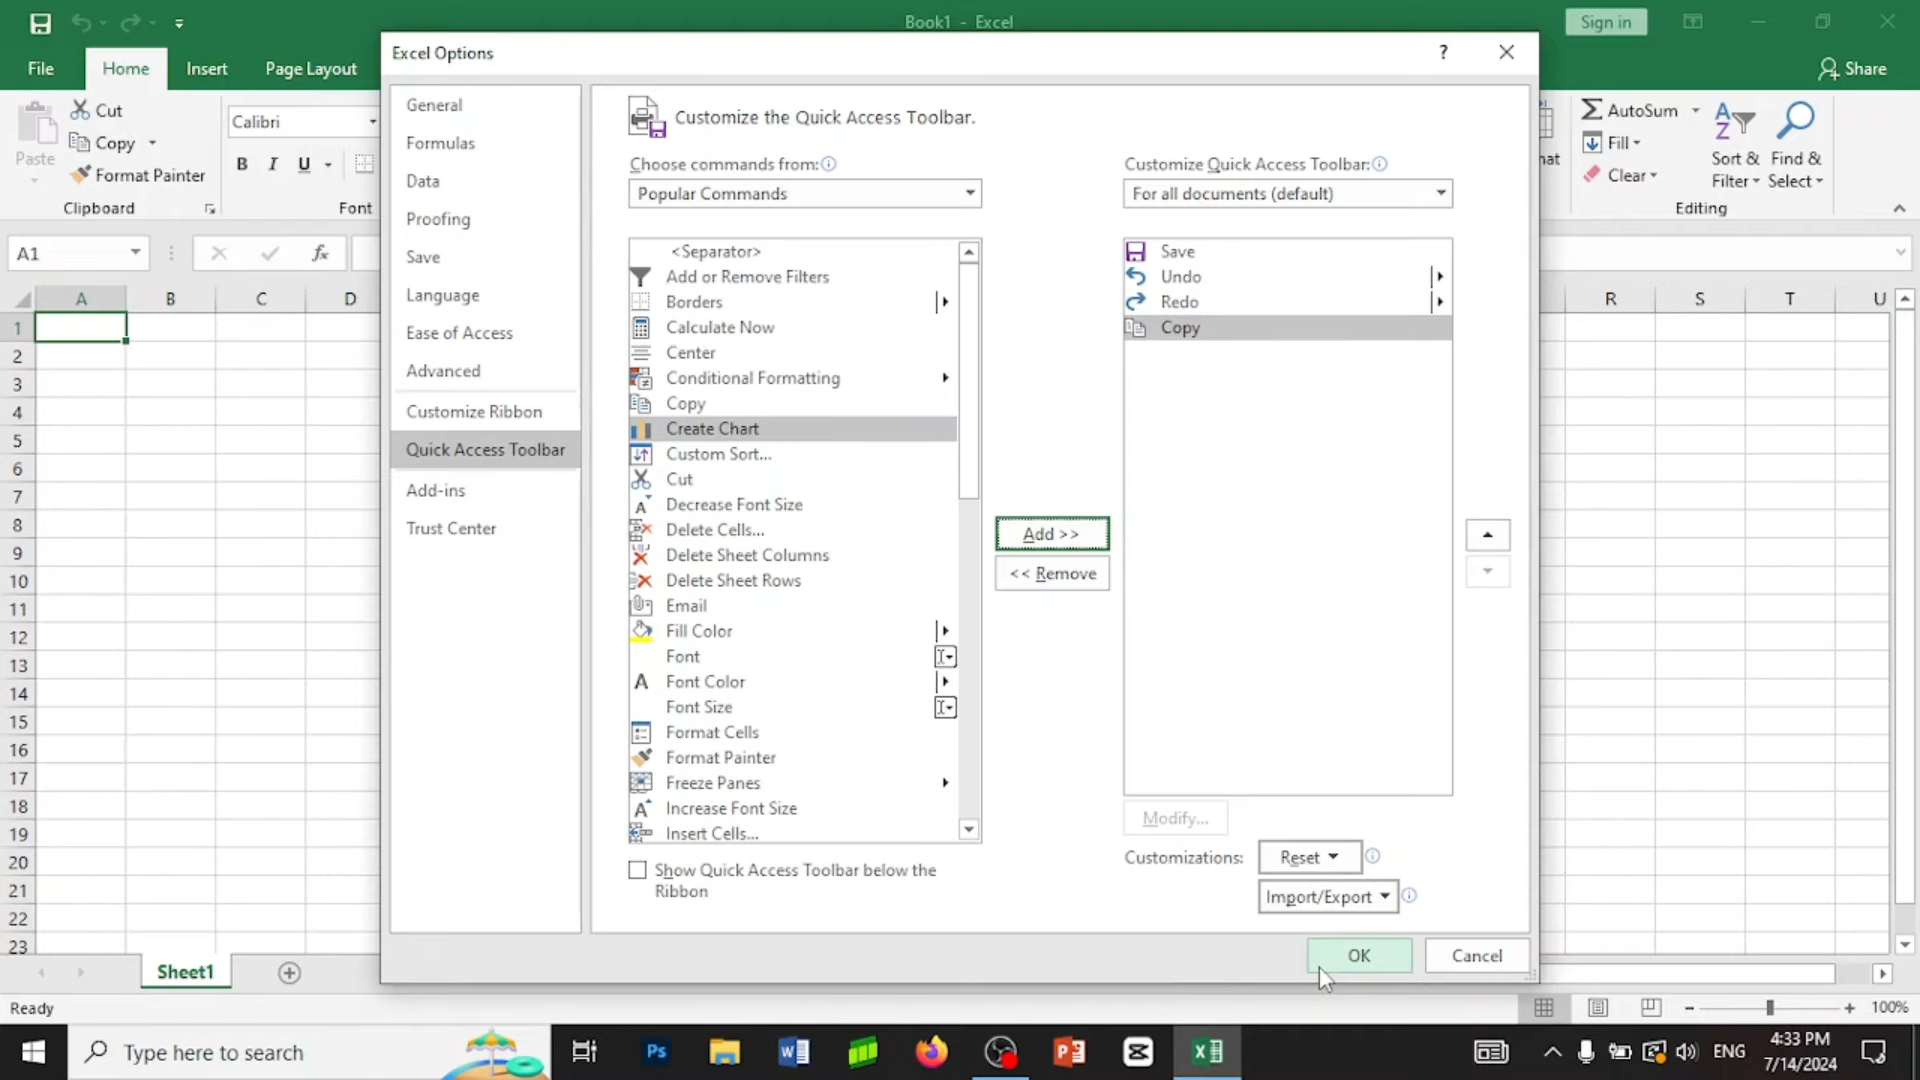 Book1 - Excel
Sign in
File
Home
Insert
Page Layout
Share
Cut
Copy
Format Painter
Paste
Clipboard
Calibri
B I U
Font
AutoSum
Fill
Clear
Sort & Filter
Find & Select
Editing
A1
fx
A B C D
R S T U
1
2
3
4
5
6
7
8
9
10
11
12
13
14
15
16
17
18
19
20
21
22
23
Excel Options
?
General
Formulas
Data
Proofing
Save
Language
Ease of Access
Advanced
Customize Ribbon
Quick Access Toolbar
Add-ins
Trust Center
Customize the Quick Access Toolbar.
Choose commands from:
Popular Commands
<Separator>
Add or Remove Filters
Borders
Calculate Now
Center
Conditional Formatting
Copy
Create Chart
Custom Sort...
Cut
Decrease Font Size
Delete Cells...
Delete Sheet Columns
Delete Sheet Rows
Email
Fill Color
Font
Font Color
Font Size
Format Cells
Format Painter
Freeze Panes
Increase Font Size
Insert Cells...
Show Quick Access Toolbar below the
Ribbon
Add >>
<< Remove
Customize Quick Access Toolbar:
For all documents (default)
Save
Undo
Redo
Copy
Modify...
Customizations:
Reset
Import/Export
OK
Cancel
Sheet1
Ready
100%
Type here to search
Ps
ENG
4:33 PM
7/14/2024